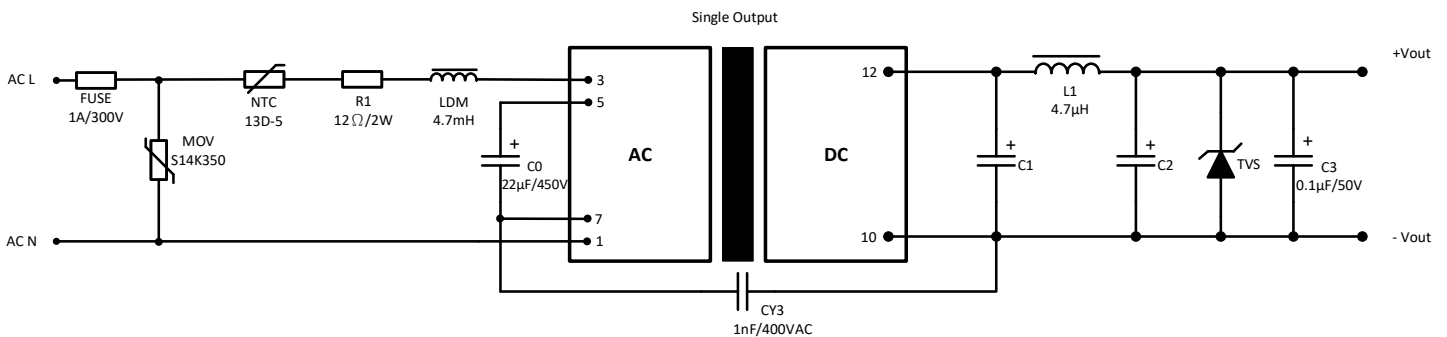 Single Output
AC L
FUSE
1A/300V
NTC
13D-5
R1
12Ω/2W
LDM
4.7mH
MOV
S14K350
C0
22μF/450V
+
3
5
7
1
AC
DC
12
10
AC N
CY3
1nF/400VAC
+
C1
L1
4.7μH
+
C2
TVS
+
C3
0.1μF/50V
+Vout
- Vout